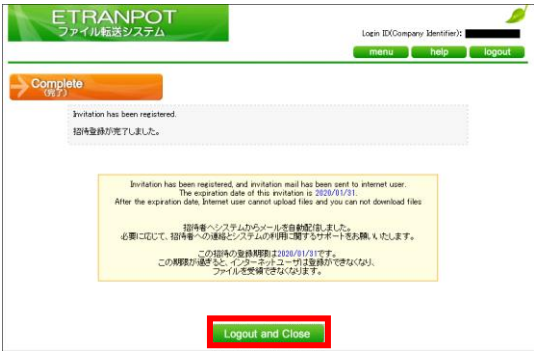 ETRANPOT
ファイル転送システム
Login ID(Company Identifier):
menu help logout
Complete
(完了)
Invitation has been registered.
招待登録が完了しました。
Invitation has been registered, and invitation mail has been sent to internet user.
The expiration date of this invitation is 2020/01/31.
After the expiration date, Internet user cannot upload files and you can not download files
招待者へシステムからメールを自動配信しました。
必要に応じて、招待者への連絡とシステムの利用に関するサポートをお願いいたします。
この招待の登録期限は2020/01/31です。
この期限が過ぎると、インターネットユーザは登録ができなくなり、
ファイルを受領できなくなります。
Logout and Close